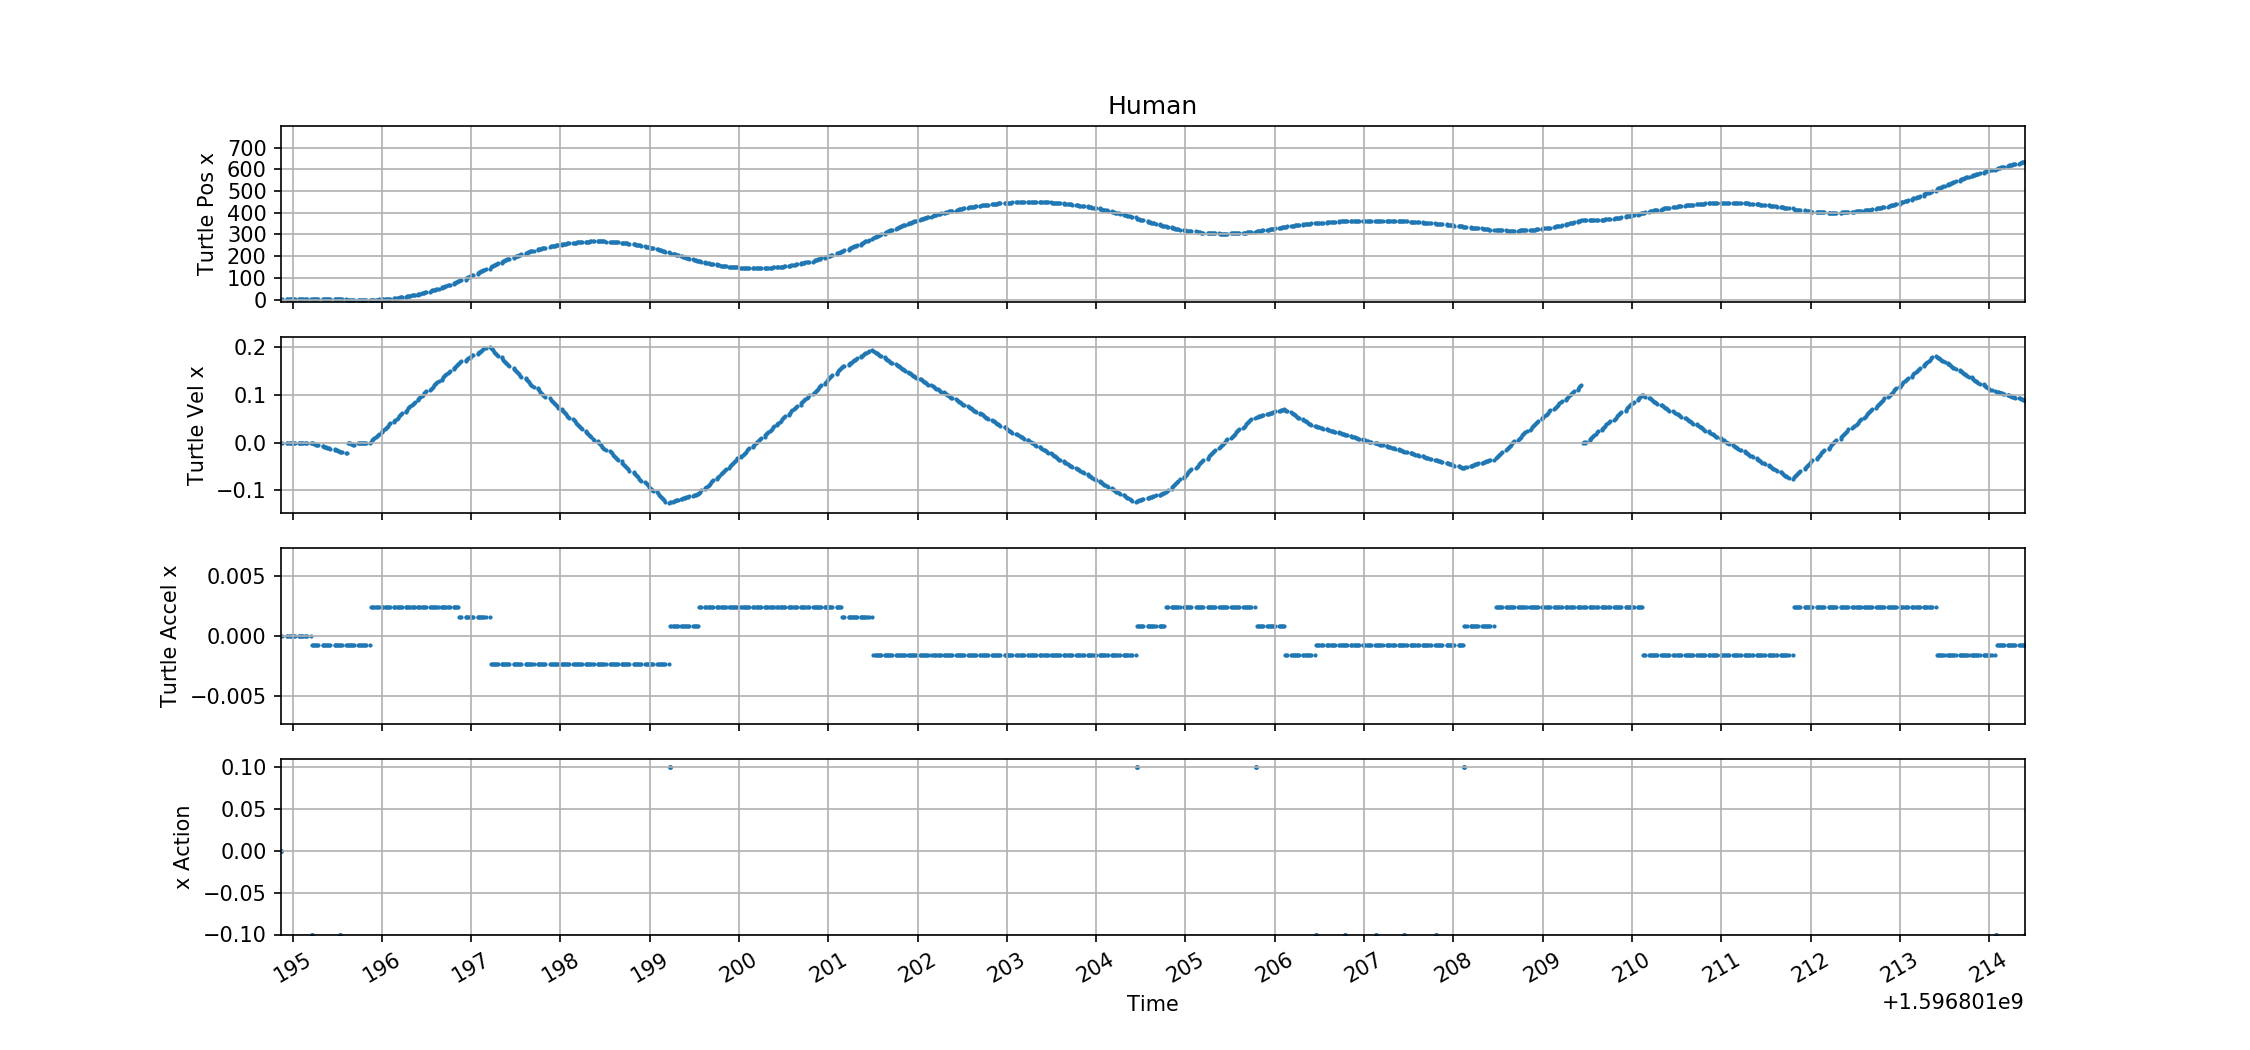 Human
Turtle Pos x
700
600
500
400
300
200
100
0
Turtle Vel x
0.2
0.1
0.0
−0.1
Turtle Accel x
0.005
0.000
−0.005
x Action
0.10
0.05
0.00
−0.05
−0.10
195 196 197 198 199 200 201 202 203 204 205 206 207 208 209 210 211 212 213 214
Time
+1.596801e9